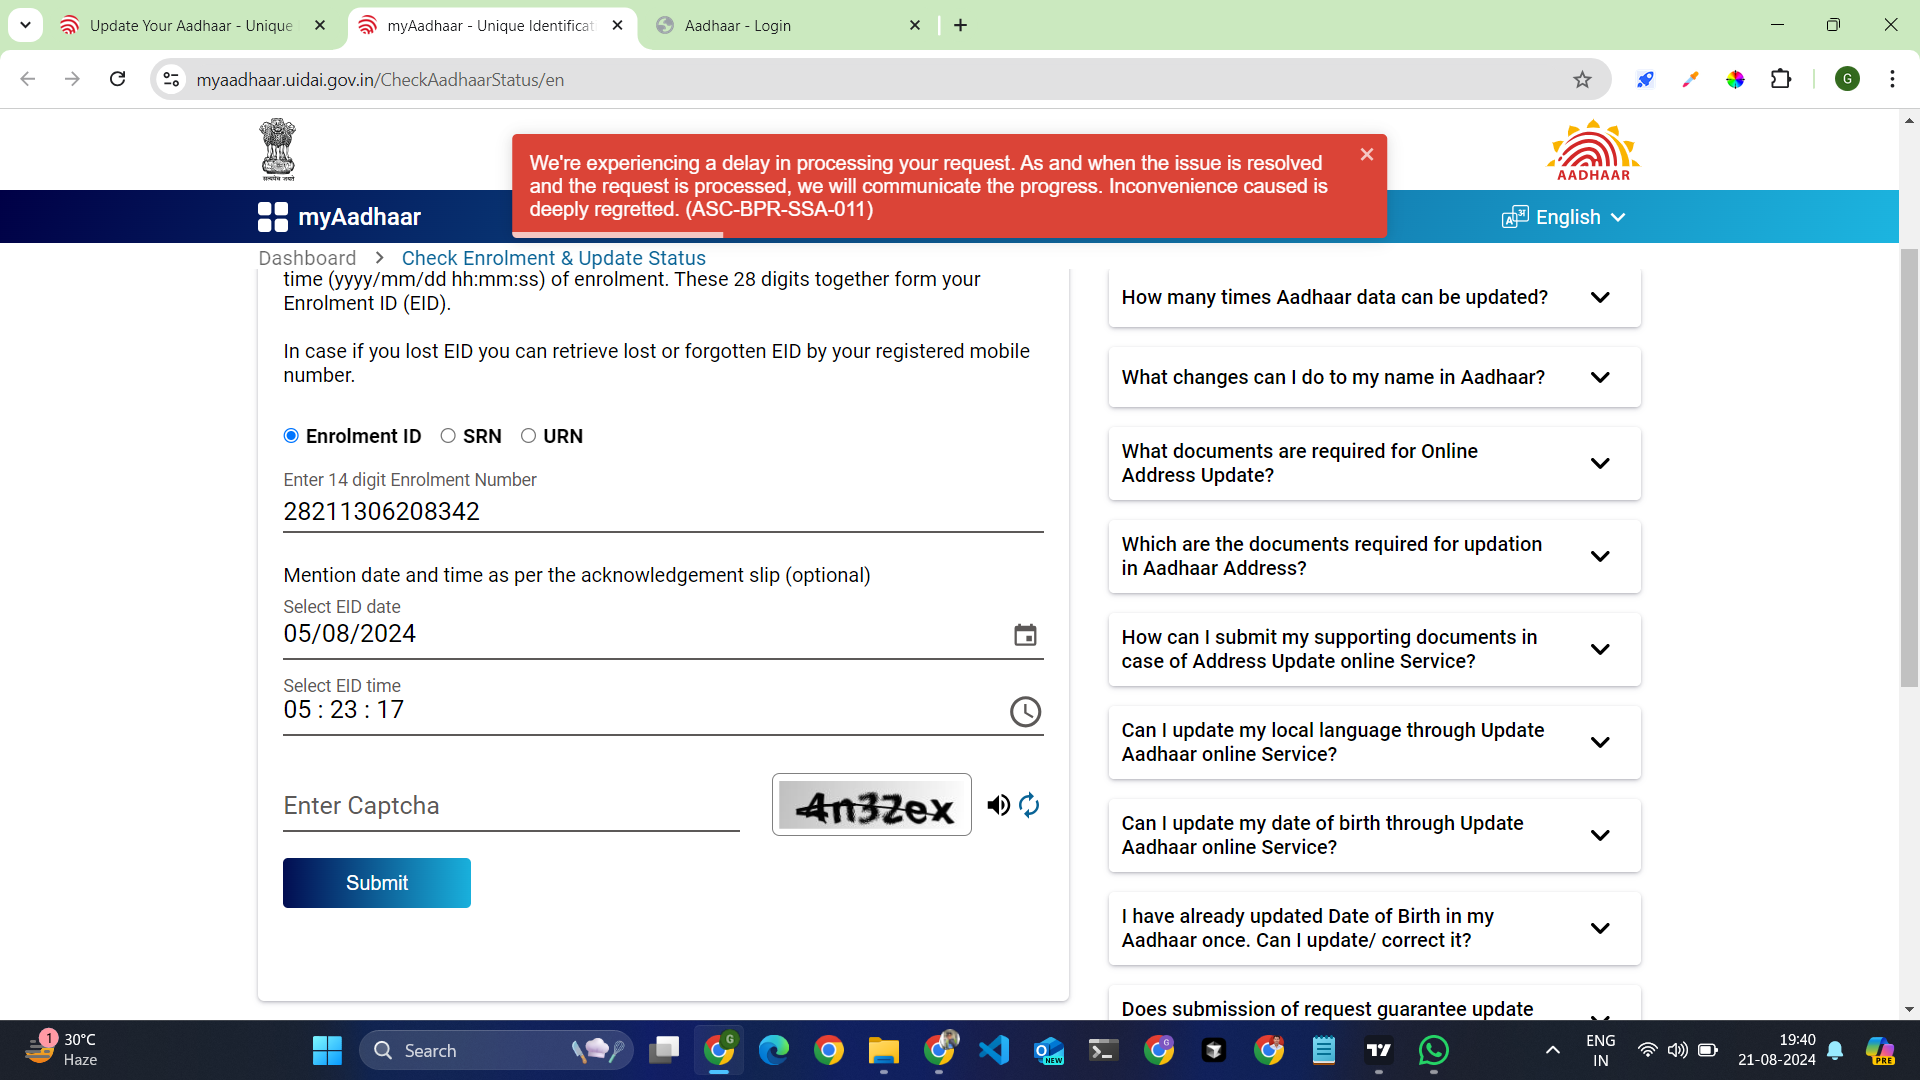 Update Your Aadhaar - Unique
myAadhaar - Unique Identificat
Aadhaar - Login
myaadhaar.uidai.gov.in/CheckAadhaarStatus/en
G
सत्यमेव जयते
We're experiencing a delay in processing your request. As and when the issue is resolved
and the request is processed, we will communicate the progress. Inconvenience caused is
deeply regretted. (ASC-BPR-SSA-011)
AADHAAR
myAadhaar
English
Dashboard > Check Enrolment & Update Status
time (yyyy/mm/dd hh:mm:ss) of enrolment. These 28 digits together form your
Enrolment ID (EID).
In case if you lost EID you can retrieve lost or forgotten EID by your registered mobile
number.
Enrolment ID SRN URN
Enter 14 digit Enrolment Number
28211306208342
Mention date and time as per the acknowledgement slip (optional)
Select EID date
05/08/2024
Select EID time
05 : 23 : 17
Enter Captcha
4n32ex
Submit
How many times Aadhaar data can be updated?
What changes can I do to my name in Aadhaar?
What documents are required for Online
Address Update?
Which are the documents required for updation
in Aadhaar Address?
How can I submit my supporting documents in
case of Address Update online Service?
Can I update my local language through Update
Aadhaar online Service?
Can I update my date of birth through Update
Aadhaar online Service?
I have already updated Date of Birth in my
Aadhaar once. Can I update/ correct it?
Does submission of request guarantee update
1
30°C
Haze
Search
G
NEW
G
ENG
IN
19:40
21-08-2024
PRE